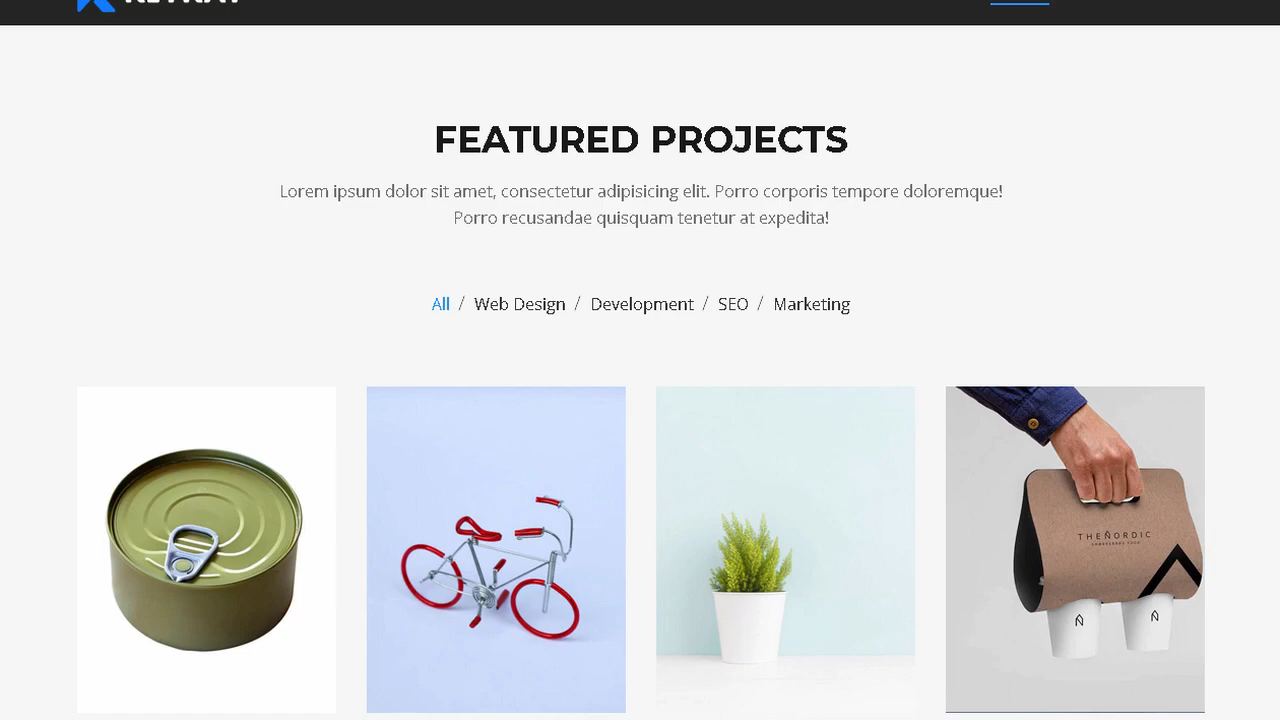 FEATURED PROJECTS
Lorem ipsum dolor sit amet, consectetur adipisicing elit. Porro corporis tempore doloremque!
Porro recusandae quisquam tenetur at expedita!
All / Web Design / Development / SEO / Marketing
THEÑORDIC